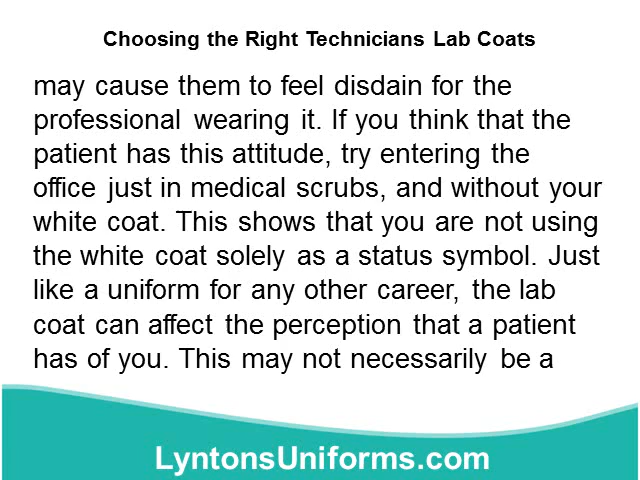 Choosing the Right Technicians Lab Coats
may cause them to feel disdain for the
professional wearing it. If you think that the
patient has this attitude, try entering the
office just in medical scrubs, and without your
white coat. This shows that you are not using
the white coat solely as a status symbol. Just
like a uniform for any other career, the lab
coat can affect the perception that a patient
has of you. This may not necessarily be a
LyntonsUniforms.com